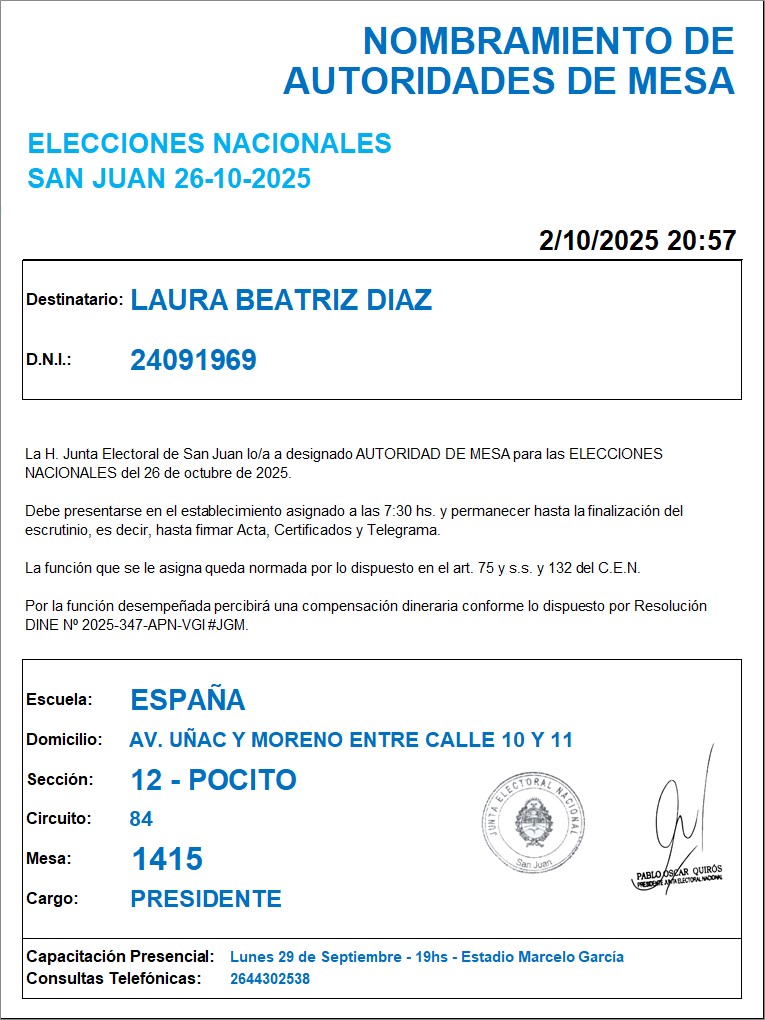 NOMBRAMIENTO DE
AUTORIDADES DE MESA
ELECCIONES NACIONALES
SAN JUAN 26-10-2025
2/10/2025 20:57
Destinatario: LAURA BEATRIZ DIAZ
D.N.I.: 24091969
La H. Junta Electoral de San Juan lo/a a designado AUTORIDAD DE MESA para las ELECCIONES
NACIONALES del 26 de octubre de 2025.
Debe presentarse en el establecimiento asignado a las 7:30 hs. y permanecer hasta la finalización del
escrutinio, es decir, hasta firmar Acta, Certificados y Telegrama.
La función que se le asigna queda normada por lo dispuesto en el art. 75 y s.s. y 132 del C.E.N.
Por la función desempeñada percibirá una compensación dineraria conforme lo dispuesto por Resolución
DINE Nº 2025-347-APN-VGI#JGM.
Escuela: ESPAÑA
Domicilio: AV. UÑAC Y MORENO ENTRE CALLE 10 Y 11
Sección: 12 - POCITO
Circuito: 84
Mesa: 1415
Cargo: PRESIDENTE
JUNTA ELECTORAL NACIONAL
San Juan
PABLO OSCAR QUIRÓS
PRESIDENTE JUNTA ELECTORAL NACIONAL
Capacitación Presencial: Lunes 29 de Septiembre - 19hs - Estadio Marcelo García
Consultas Telefónicas: 2644302538